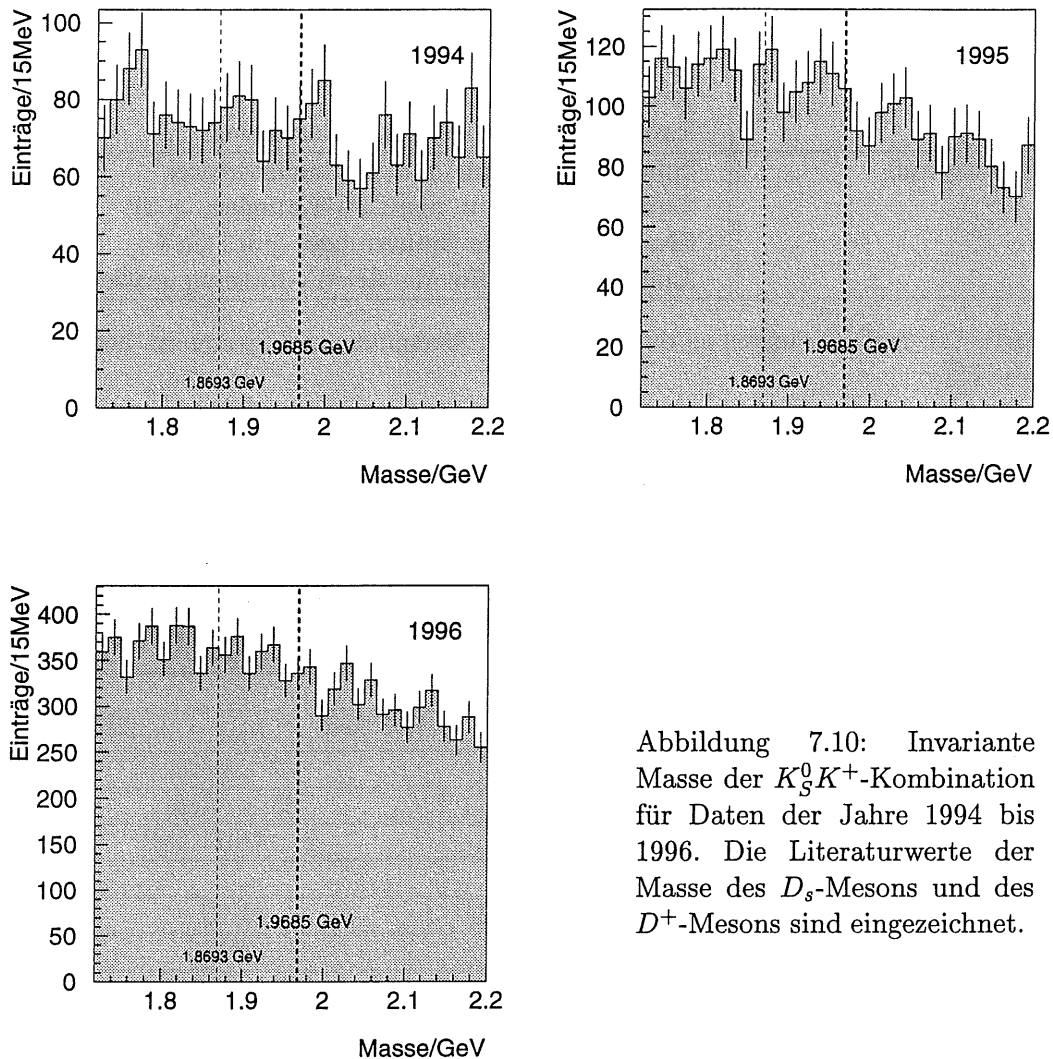 Einträge/15MeV
100
80
60
40
20
0
1994
1.9685 GeV
1.8693 GeV
1.8 1.9 2 2.1 2.2
Masse/GeV
Einträge/15MeV
120
100
80
60
40
20
0
1995
1.9685 GeV
1.8693 GeV
1.8 1.9 2 2.1 2.2
Masse/GeV
Einträge/15MeV
400
350
300
250
200
150
100
50
0
1996
1.9685 GeV
1.8693 GeV
1.8 1.9 2 2.1 2.2
Masse/GeV
Abbildung 7.10: Invariante
Masse der $K_S^0K^+$-Kombination
für Daten der Jahre 1994 bis
1996. Die Literaturwerte der
Masse des $D_s$-Mesons und des
$D^+$-Mesons sind eingezeichnet.